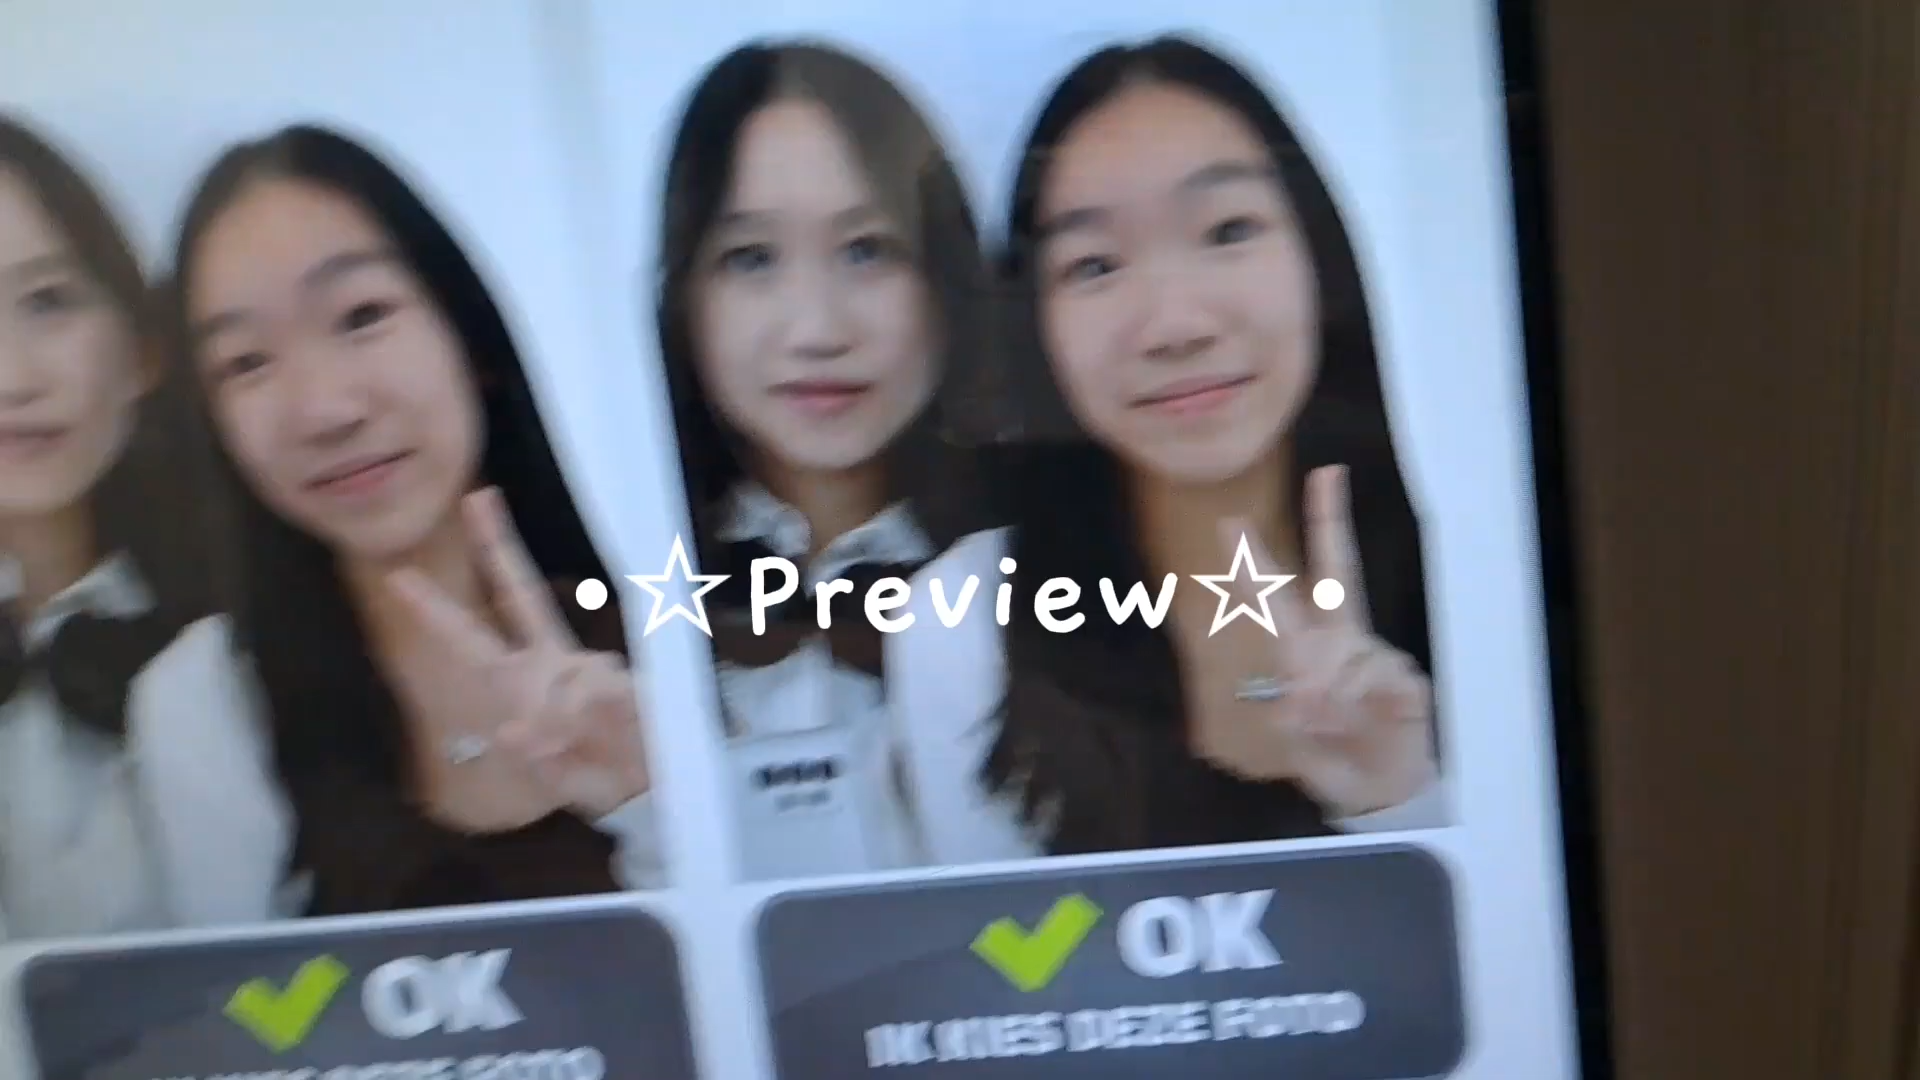 •☆Preview☆•
OK
OK
IK KIES DEZE FOTO